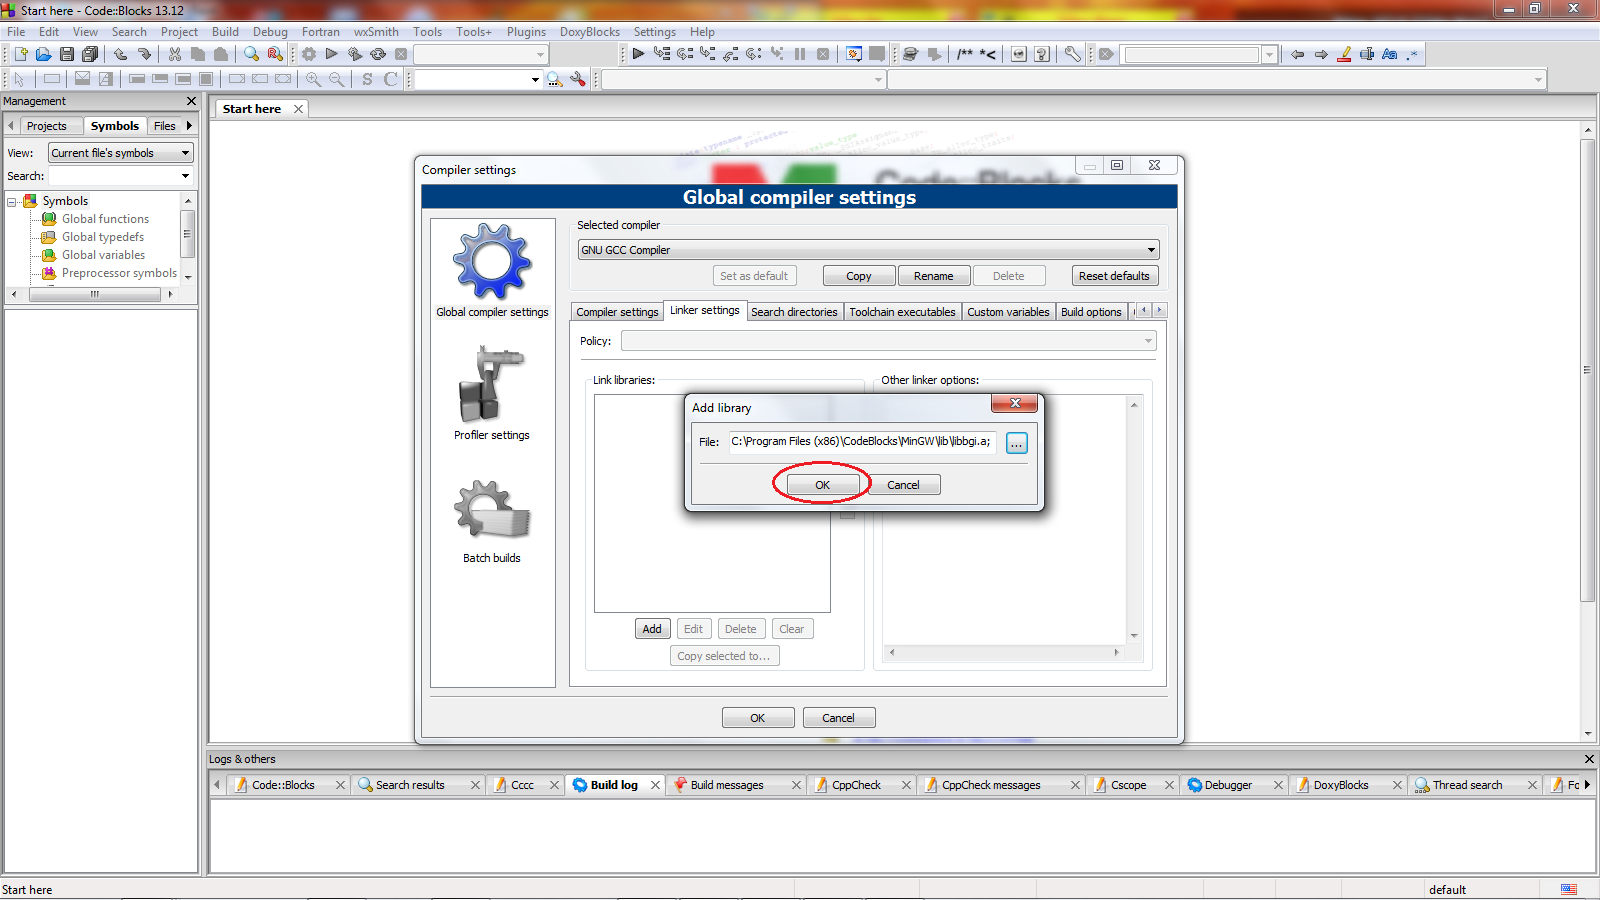 Start here - Code::Blocks 13.12
File Edit View Search Project Build Debug Fortran wxSmith Tools Tools+ Plugins DoxyBlocks Settings Help
/** *<
Aa .*
S C
Management
Projects Symbols Files
View: Current file's symbols
Search:
Symbols
Global functions
Global typedefs
Global variables
Preprocessor symbols
Start here
Compiler settings
Global compiler settings
Global compiler settings
Profiler settings
Batch builds
Selected compiler
GNU GCC Compiler
Set as default Copy Rename Delete Reset defaults
Compiler settings Linker settings Search directories Toolchain executables Custom variables Build options
Policy:
Link libraries:
Other linker options:
Add library
File: C:\Program Files (x86)\CodeBlocks\MinGW\lib\libbgi.a; ...
OK Cancel
Add Edit Delete Clear
Copy selected to...
OK Cancel
Logs & others
Code::Blocks Search results Cccc Build log Build messages CppCheck CppCheck messages Cscope Debugger DoxyBlocks Thread search Fo
Start here
default